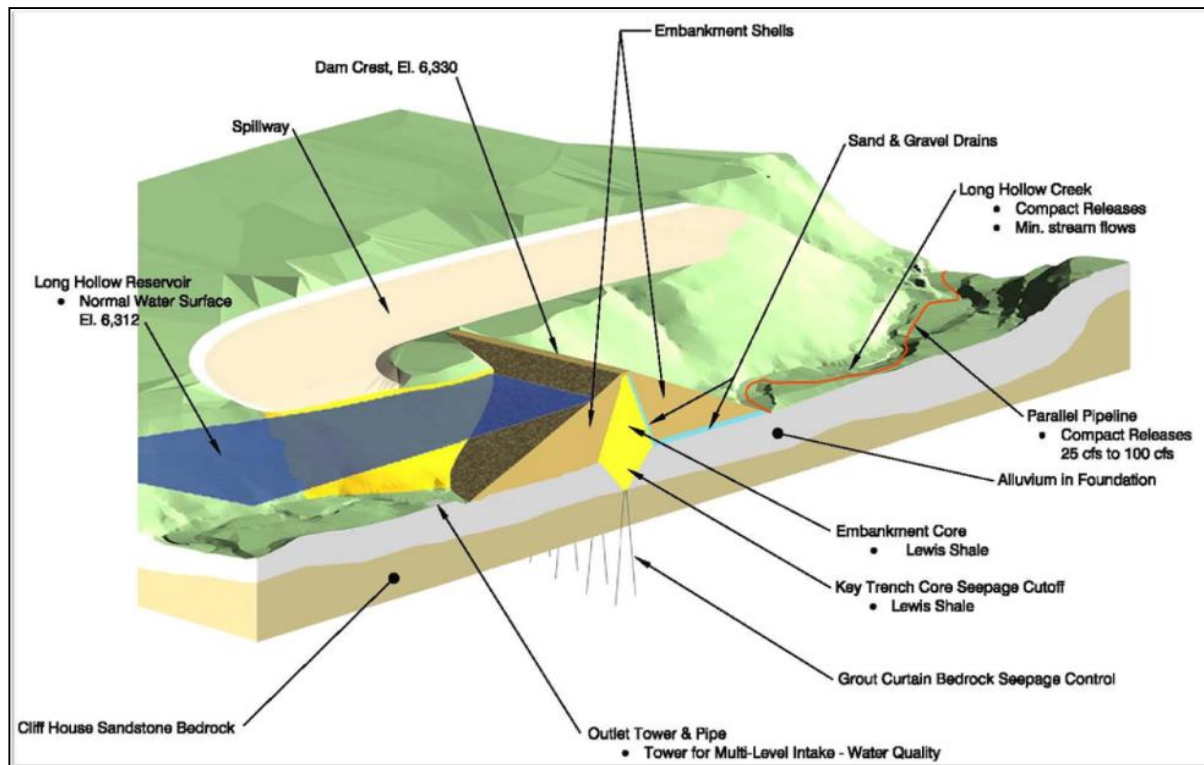 Embankment Shells
Dam Crest, El. 6,330
Spillway
Sand & Gravel Drains
Long Hollow Creek
● Compact Releases
● Min. stream flows
Long Hollow Reservoir
● Normal Water Surface
El. 6,312
Parallel Pipeline
● Compact Releases
25 cfs to 100 cfs
Alluvium in Foundation
Embankment Core
● Lewis Shale
Key Trench Core Seepage Cutoff
● Lewis Shale
Grout Curtain Bedrock Seepage Control
Cliff House Sandstone Bedrock
Outlet Tower & Pipe
● Tower for Multi-Level Intake - Water Quality